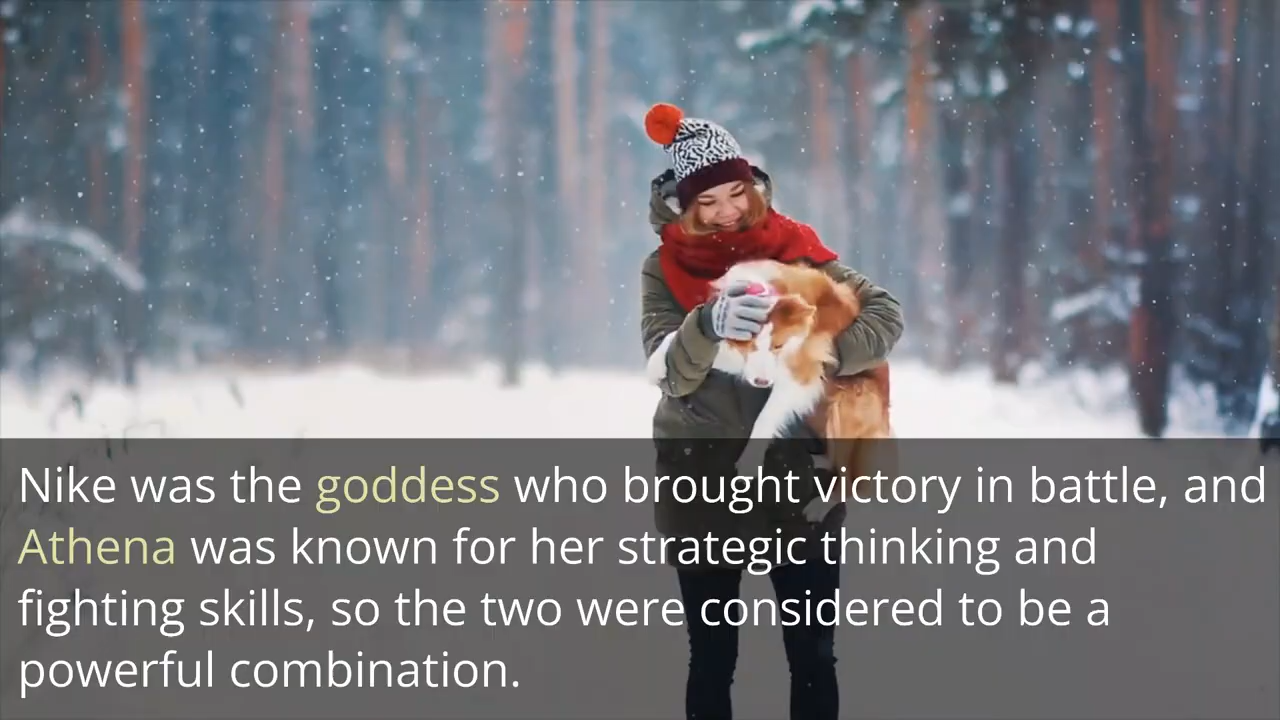 Nike was the goddess who brought victory in battle, and
Athena was known for her strategic thinking and
fighting skills, so the two were considered to be a
powerful combination.